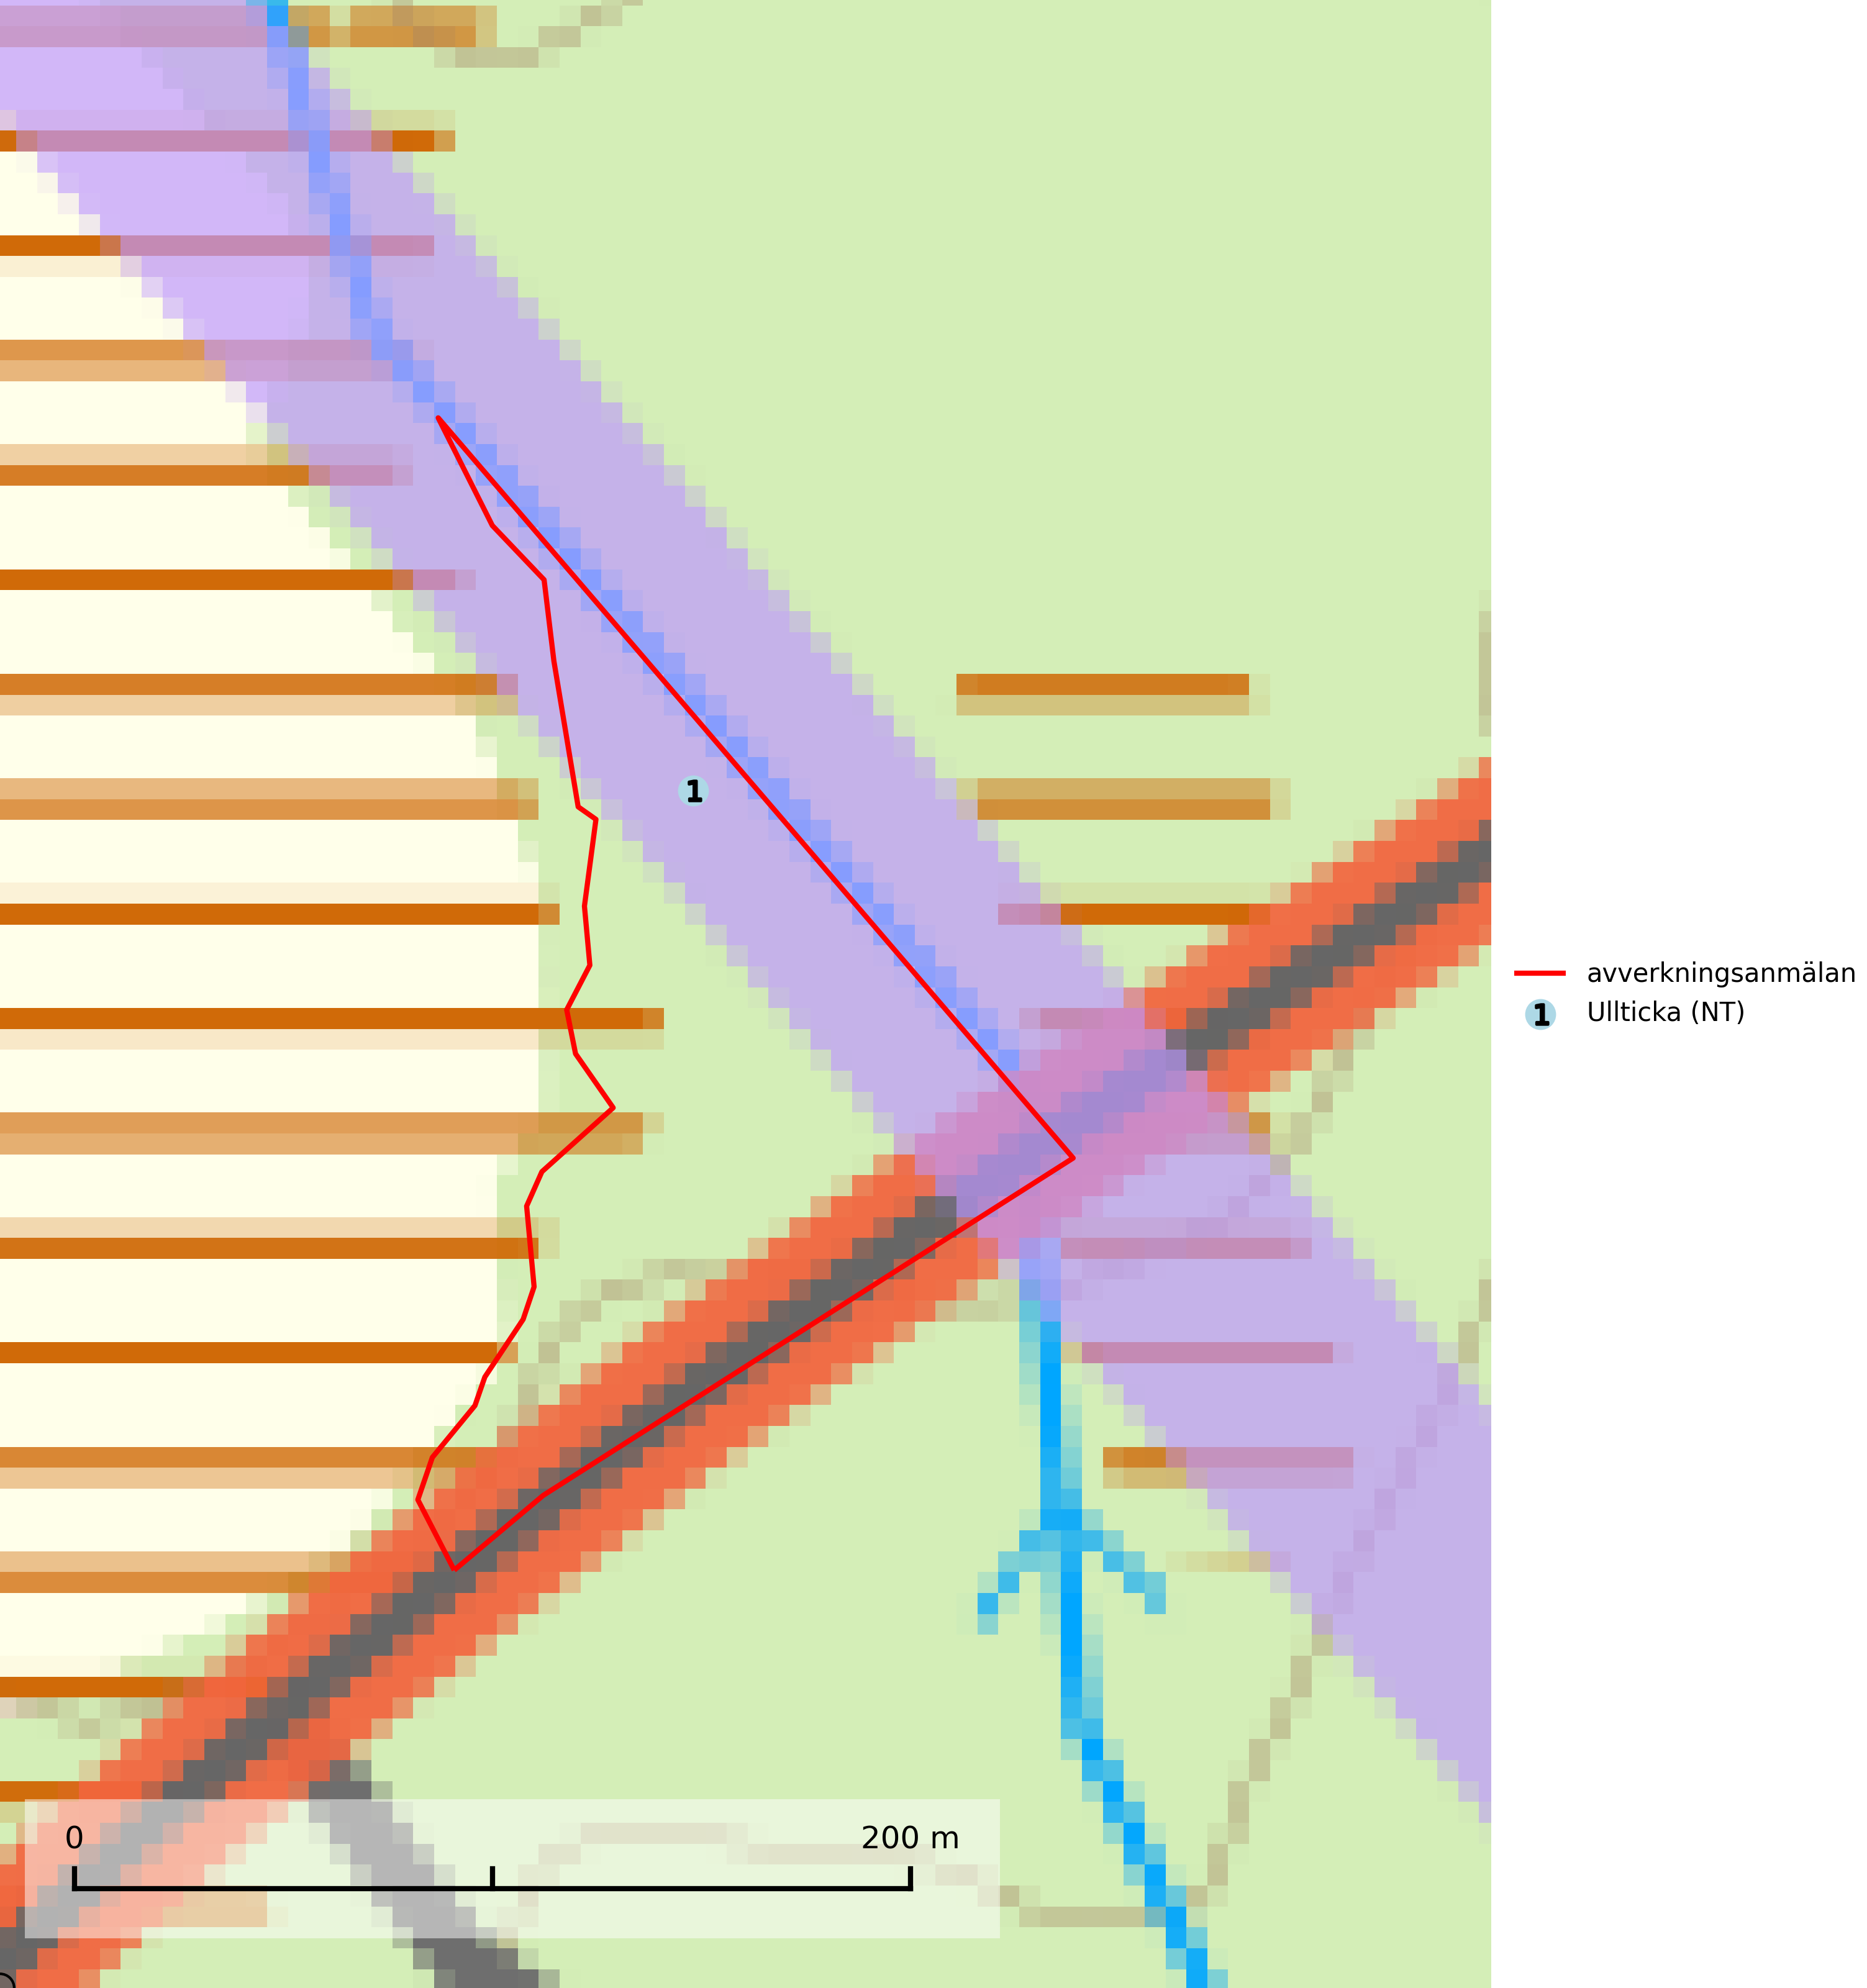 1
avverkningsanmälan
1 Ullticka (NT)
0 200 m